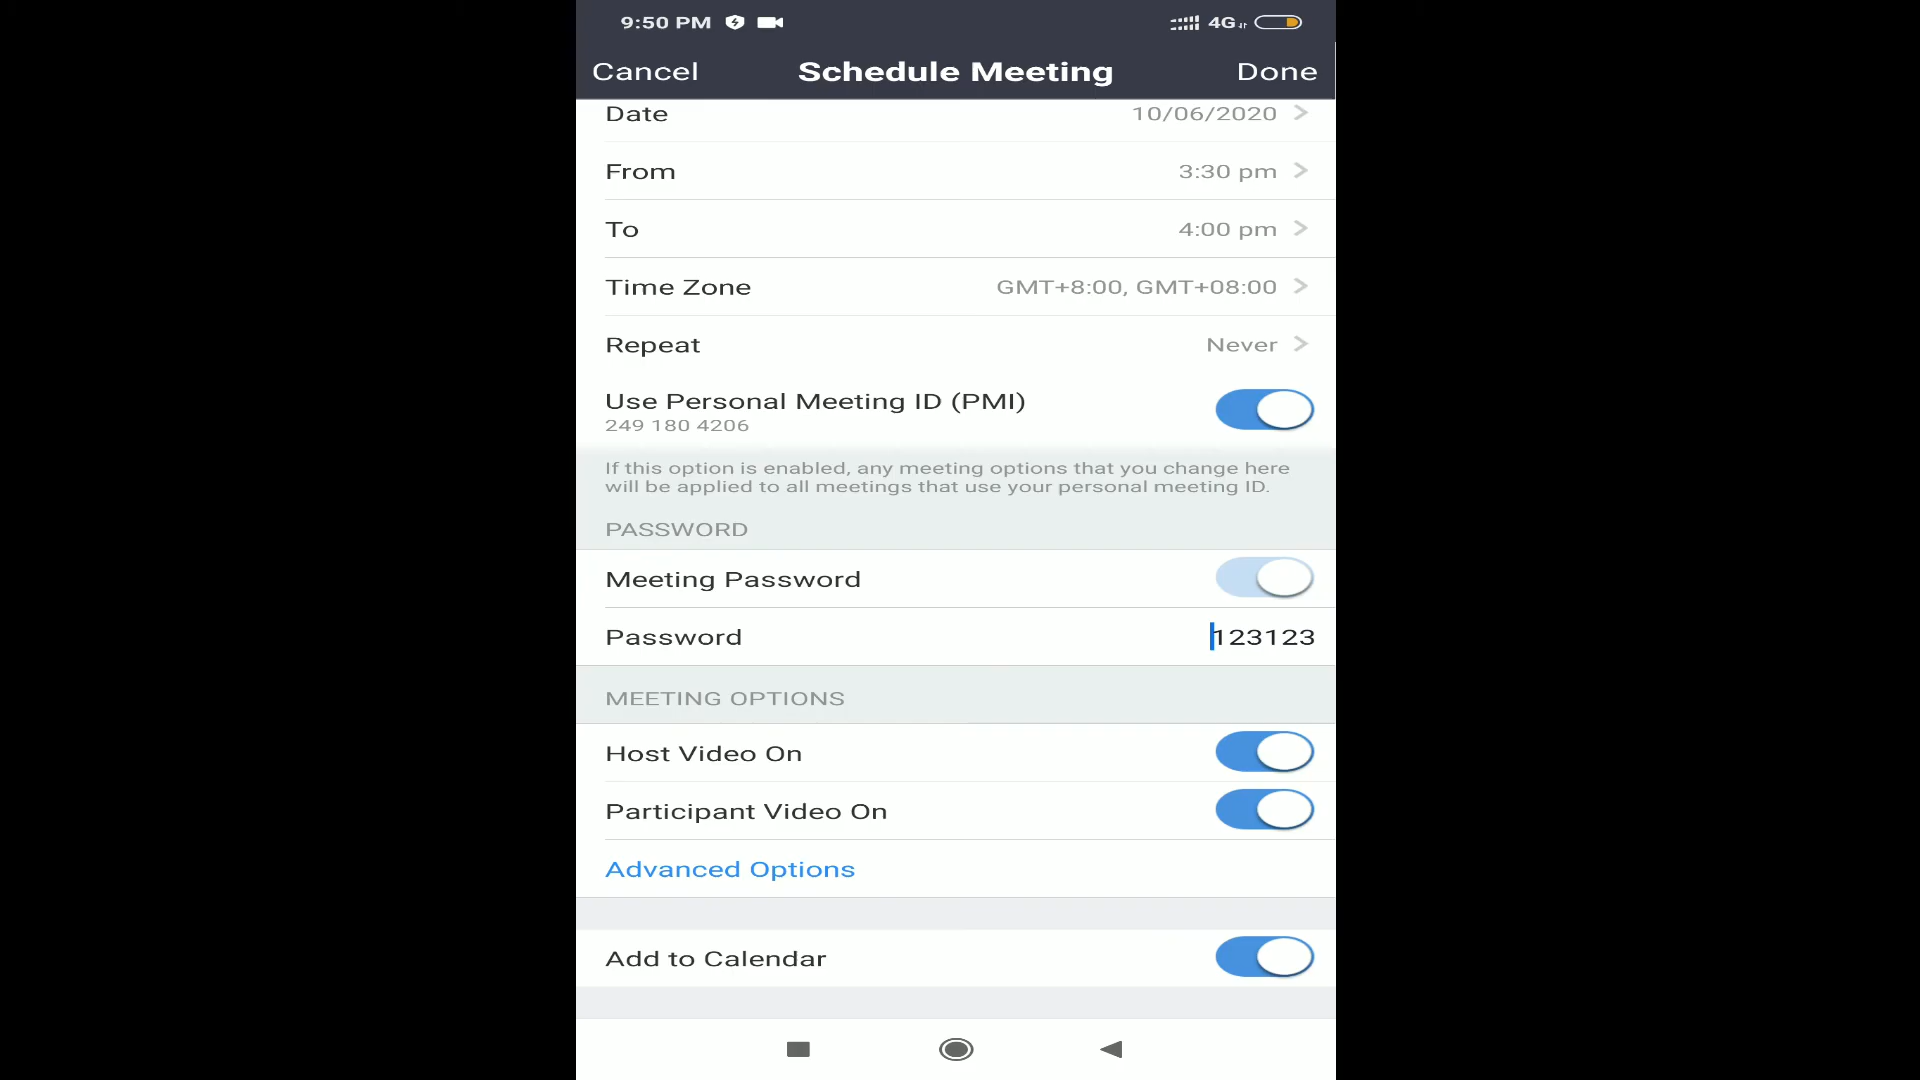 9:50 PM 4G
Cancel Schedule Meeting Done
Date 10/06/2020
From 3:30 pm
To 4:00 pm
Time Zone GMT+8:00, GMT+08:00
Repeat Never
Use Personal Meeting ID (PMI)
249 180 4206
If this option is enabled, any meeting options that you change here
will be applied to all meetings that use your personal meeting ID.
PASSWORD
Meeting Password
Password 123123
MEETING OPTIONS
Host Video On
Participant Video On
Advanced Options
Add to Calendar